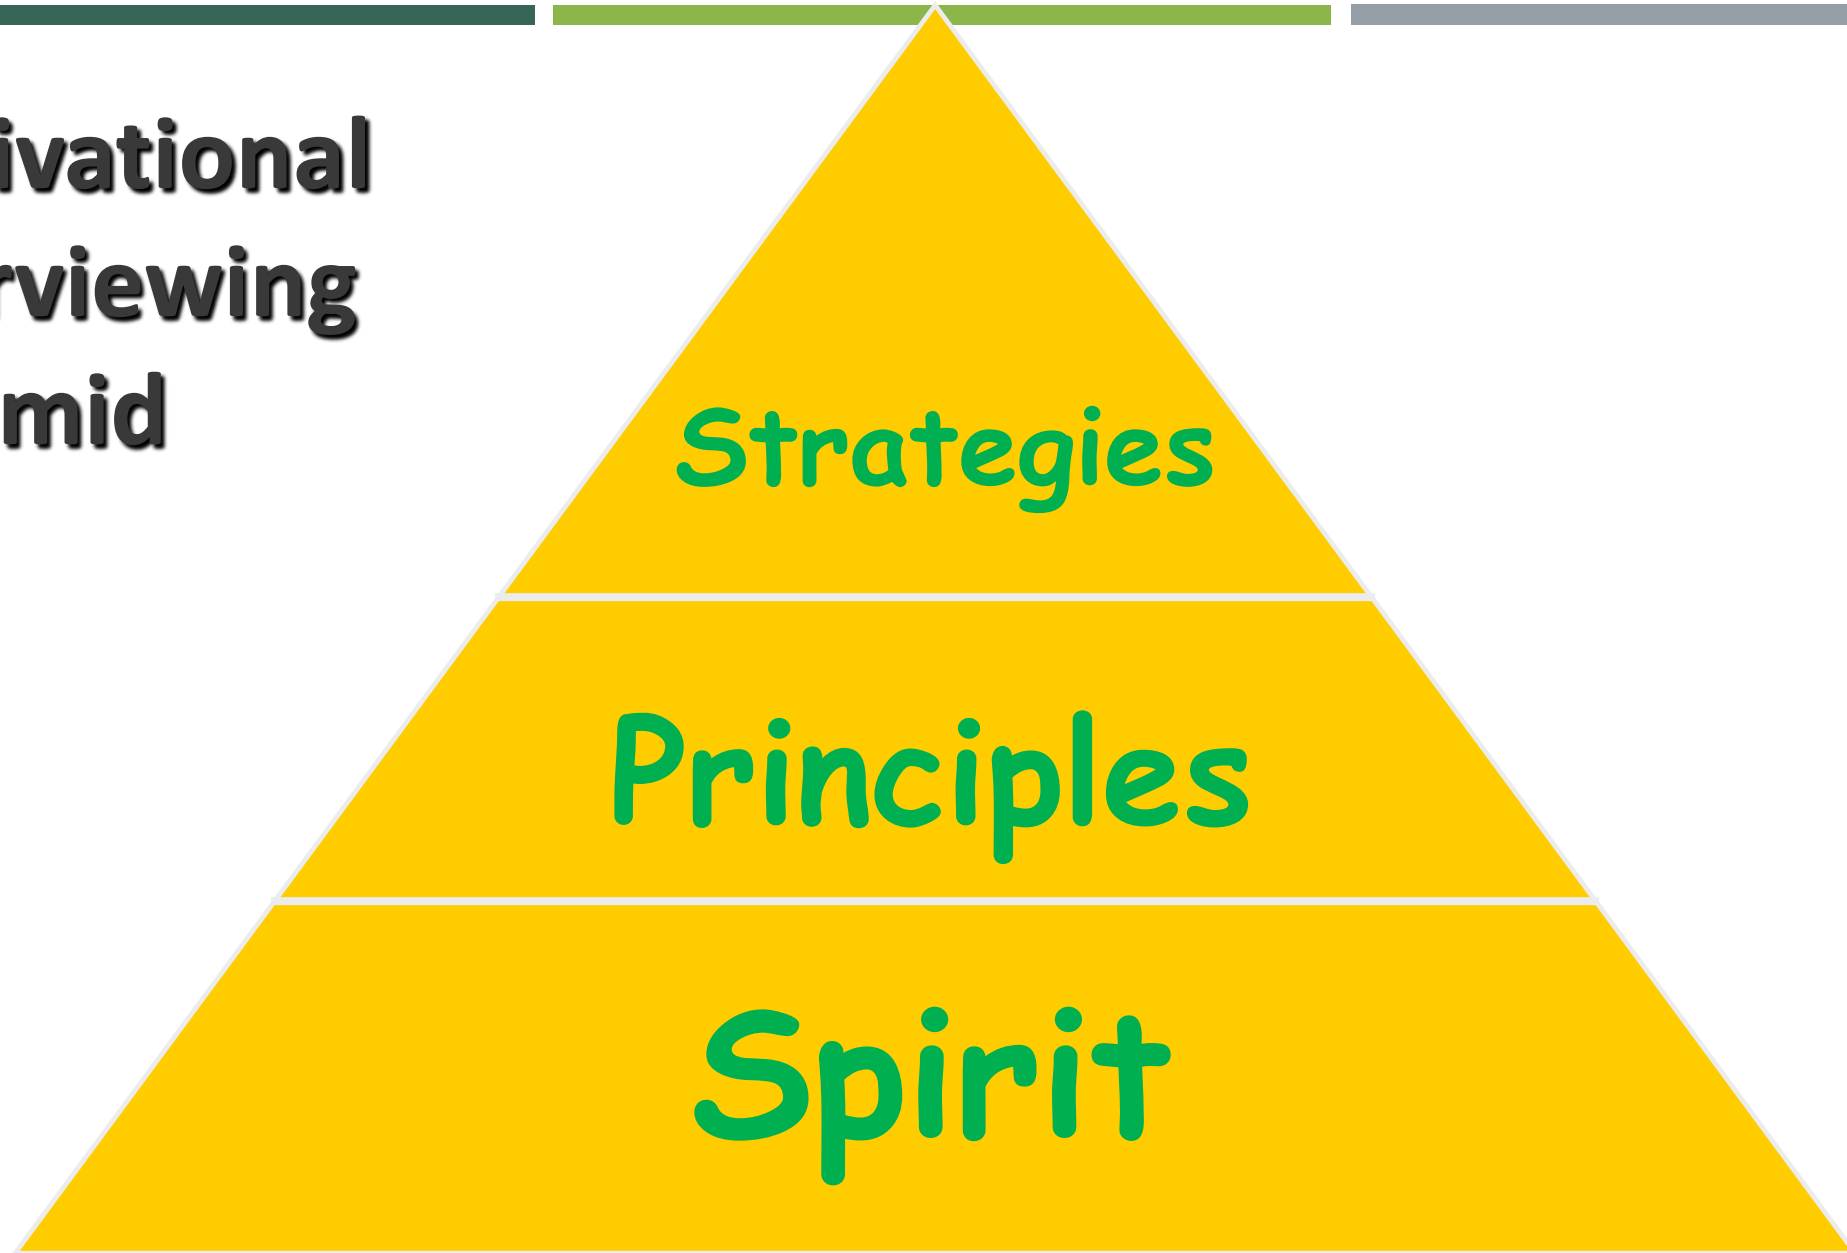 ivational
rviewing
mid
Strategies
Principles
Spirit